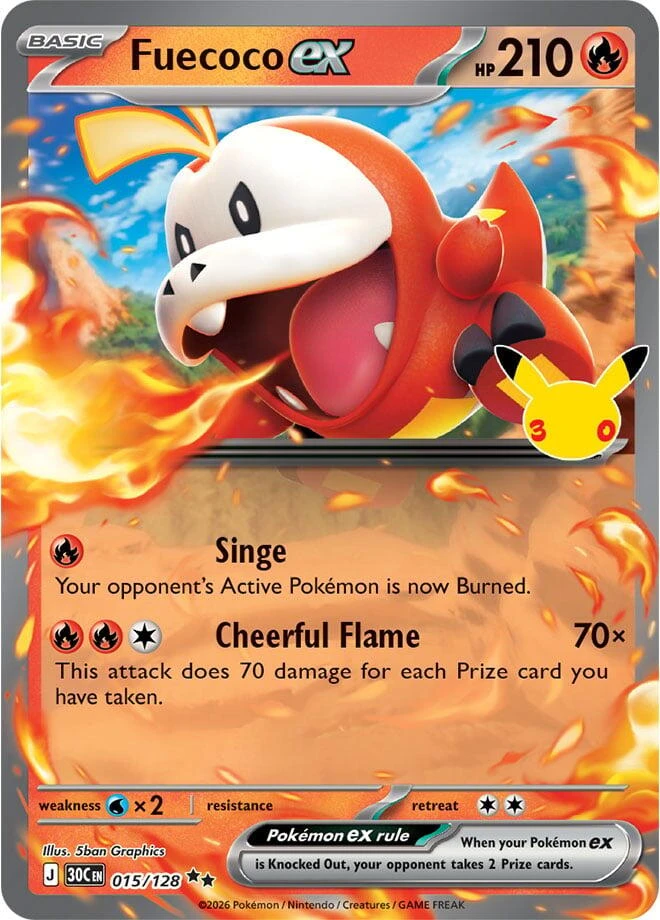 BASIC
Fuecoco ex
HP 210
30
Singe
Your opponent's Active Pokémon is now Burned.
Cheerful Flame 70×
This attack does 70 damage for each Prize card you
have taken.
weakness ×2 resistance retreat
Illus. 5ban Graphics
Pokémon ex rule
When your Pokémon ex
is Knocked Out, your opponent takes 2 Prize cards.
J 30C EN 015/128 ★★
©2026 Pokémon / Nintendo / Creatures / GAME FREAK